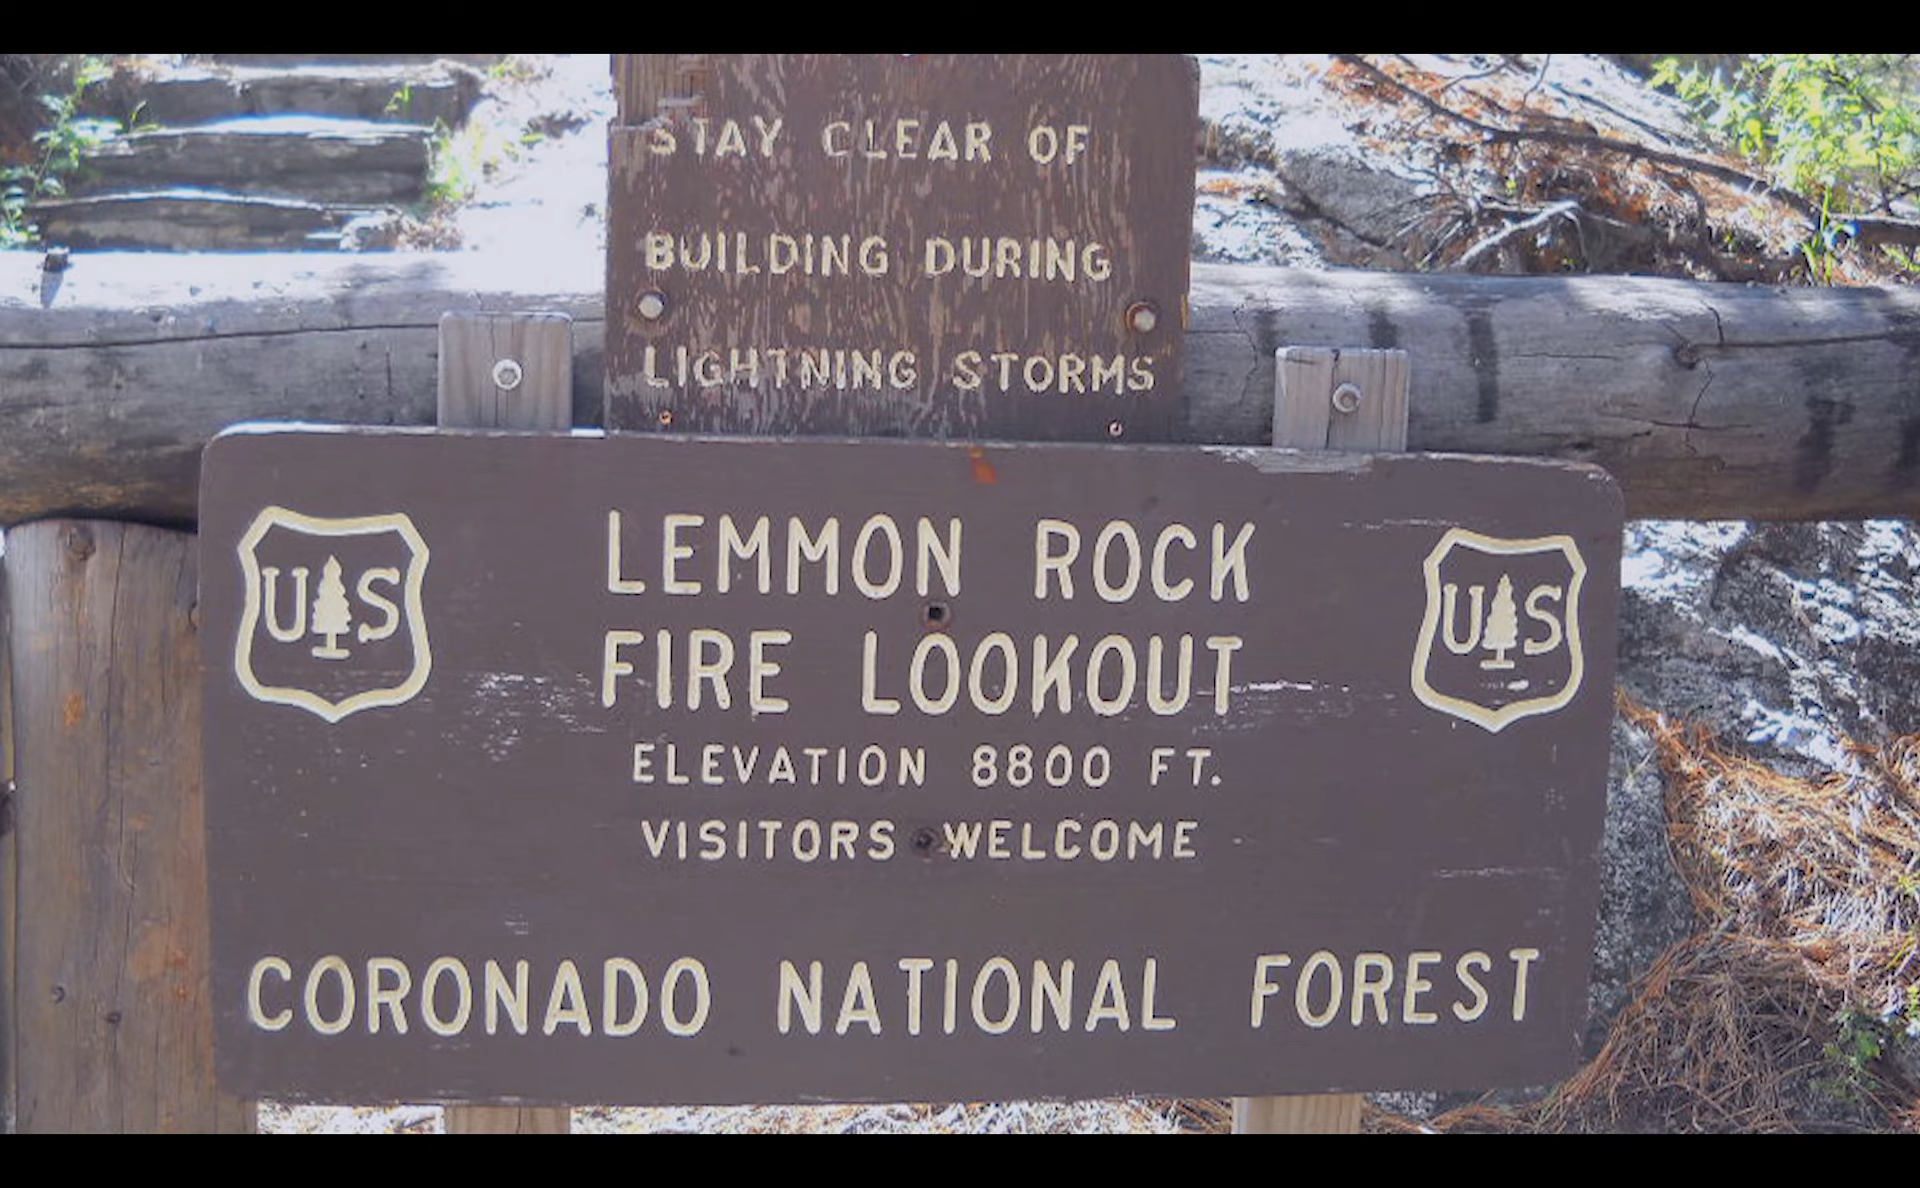 STAY CLEAR OF
BUILDING DURING
LIGHTNING STORMS
LEMMON ROCK
FIRE LOOKOUT
ELEVATION 8800 FT.
VISITORS WELCOME
CORONADO NATIONAL FOREST
US
US